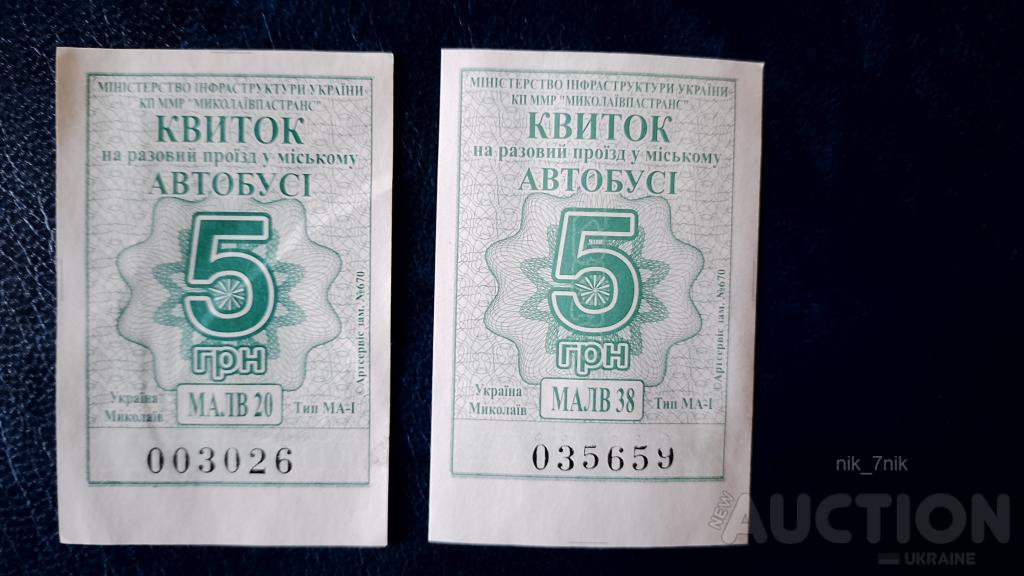 МІНІСТЕРСТВО ІНФРАСТРУКТУРИ УКРАЇНИ
КП ММР "МИКОЛАЇВПАСТРАНС"
КВИТОК
на разовий проїзд у міському
АВТОБУСІ
5
грн
© Артсервіс зам. №670
Україна
Миколаїв
МАЛВ 20
Тип МА-І
003026
МІНІСТЕРСТВО ІНФРАСТРУКТУРИ УКРАЇНИ
КП ММР "МИКОЛАЇВПАСТРАНС"
КВИТОК
на разовий проїзд у міському
АВТОБУСІ
5
грн
© Артсервіс зам. №670
Україна
Миколаїв
МАЛВ 38
Тип МА-І
035659
nik_7nik
NEW
AUCTION
UKRAINE